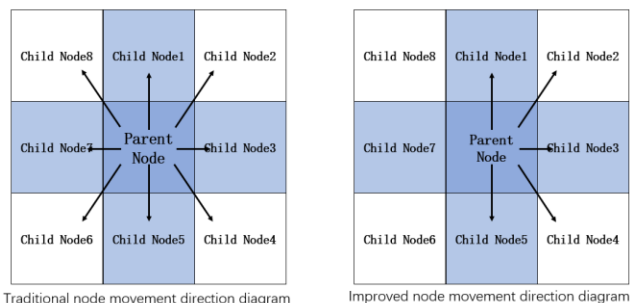 Child Node8 Child Node1 Child Node2
Child Node7 Parent Node Child Node3
Child Node6 Child Node5 Child Node4
Traditional node movement direction diagram
Child Node8 Child Node1 Child Node2
Child Node7 Parent Node Child Node3
Child Node6 Child Node5 Child Node4
Improved node movement direction diagram